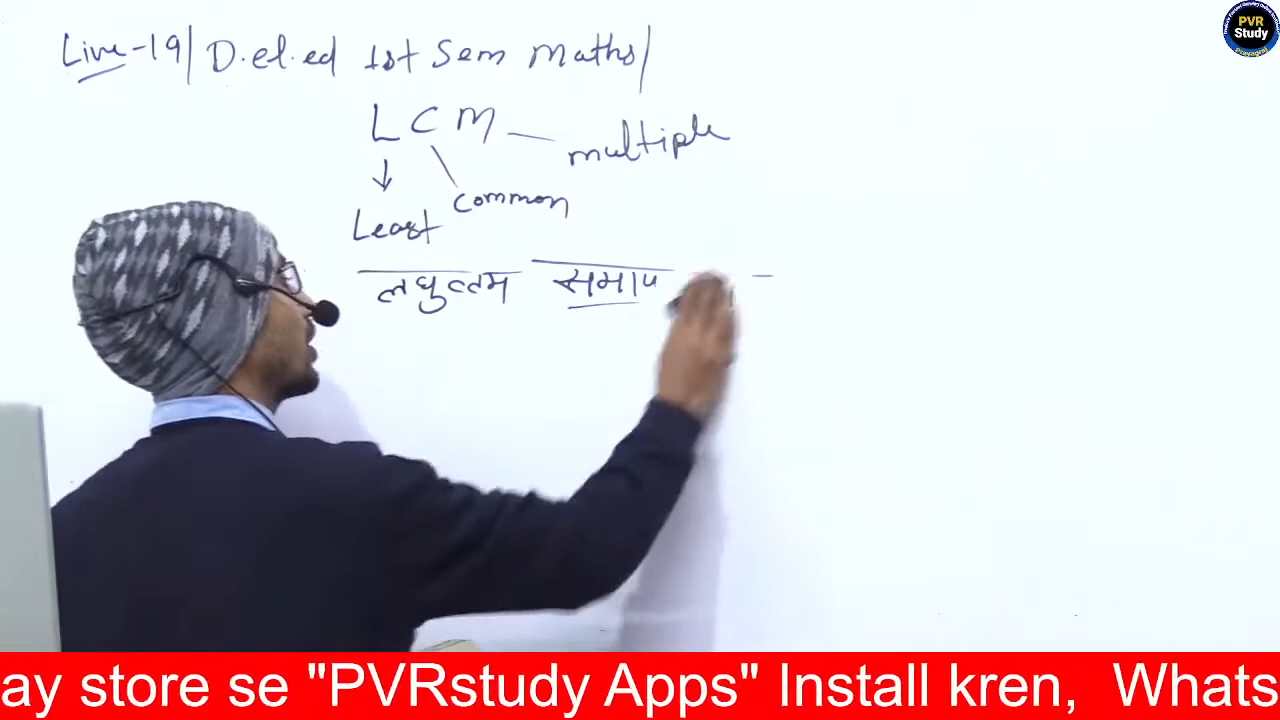 Live-19/ D.el.ed 1st Sem Maths/
L C M
multiple
common
Least
लघुत्तम समाप
PVR
Study
Prayagraj
ay store se "PVRstudy Apps" Install kren, Whats